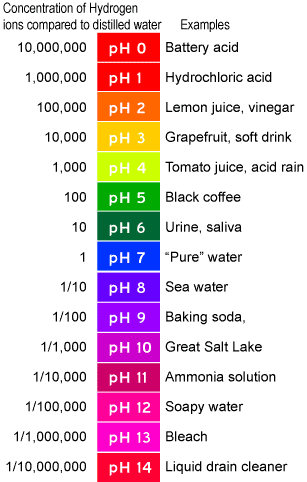 Concentration of Hydrogen
ions compared to distilled water Examples
10,000,000 pH 0 Battery acid
1,000,000 pH 1 Hydrochloric acid
100,000 pH 2 Lemon juice, vinegar
10,000 pH 3 Grapefruit, soft drink
1,000 pH 4 Tomato juice, acid rain
100 pH 5 Black coffee
10 pH 6 Urine, saliva
1 pH 7 “Pure” water
1/10 pH 8 Sea water
1/100 pH 9 Baking soda,
1/1,000 pH 10 Great Salt Lake
1/10,000 pH 11 Ammonia solution
1/100,000 pH 12 Soapy water
1/1,000,000 pH 13 Bleach
1/10,000,000 pH 14 Liquid drain cleaner